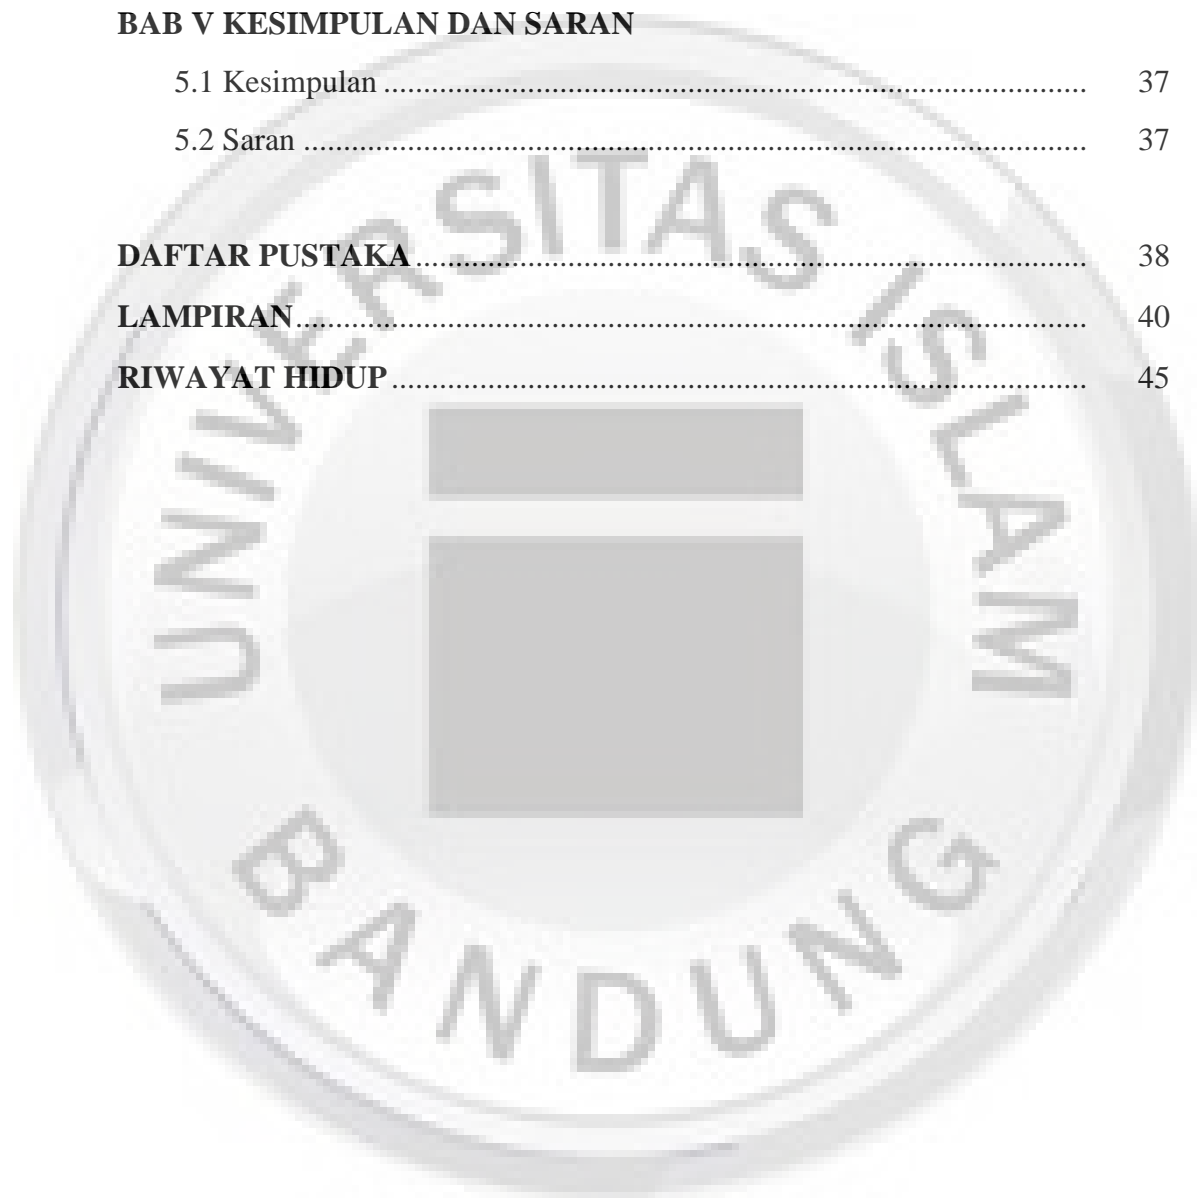 BAB V KESIMPULAN DAN SARAN
5.1 Kesimpulan ........................................................................................ 37
5.2 Saran .................................................................................................. 37
DAFTAR PUSTAKA.................................................................................... 38
LAMPIRAN................................................................................................... 40
RIWAYAT HIDUP....................................................................................... 45
UNIVERSITAS ISLAM
BANDUNG